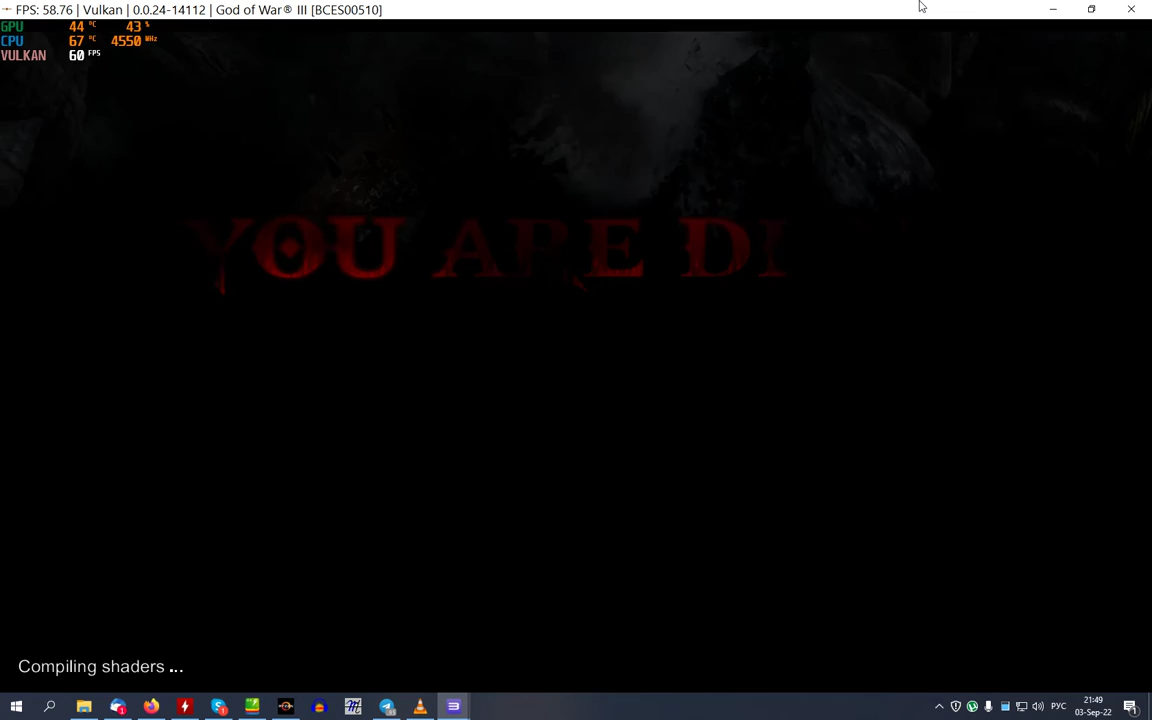 FPS: 58.76 | Vulkan | 0.0.24-14112 | God of War® III [BCES00510]
GPU 44 °C 43 %
CPU 67 °C 4550 MHz
VULKAN 60 FPS
YOU ARE D
Compiling shaders ...
РУС
21:49
03-Sep-22